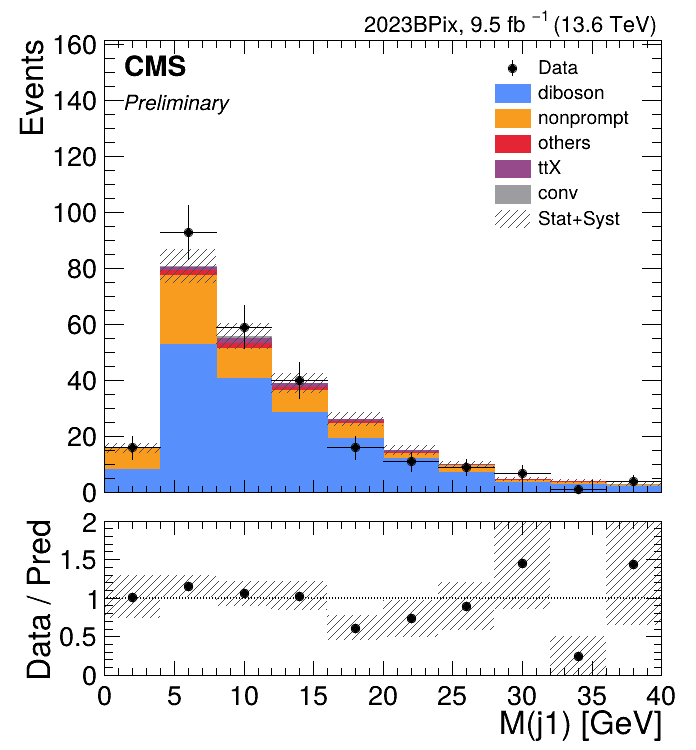 2023BPix, 9.5 fb⁻¹ (13.6 TeV)
Events
160
140
120
100
80
60
40
20
0
CMS
Preliminary
Data
diboson
nonprompt
others
ttX
conv
Stat+Syst
Data / Pred
2
1.5
1
0.5
0
0 5 10 15 20 25 30 35 40
M(j1) [GeV]